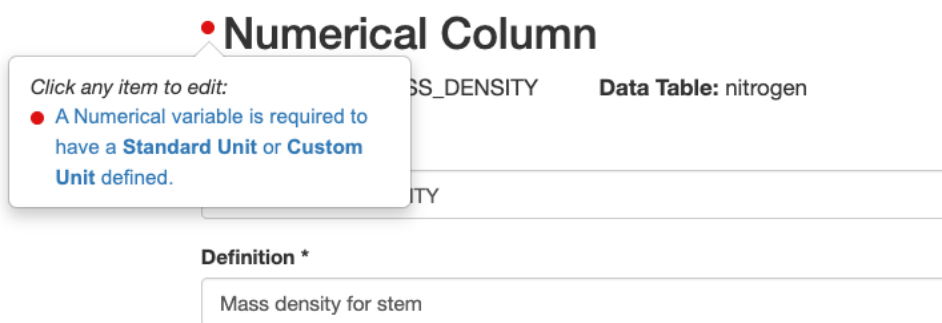 Numerical Column
Click any item to edit:
SS_DENSITY Data Table: nitrogen
A Numerical variable is required to
have a Standard Unit or Custom
Unit defined.
ITY
Definition *
Mass density for stem